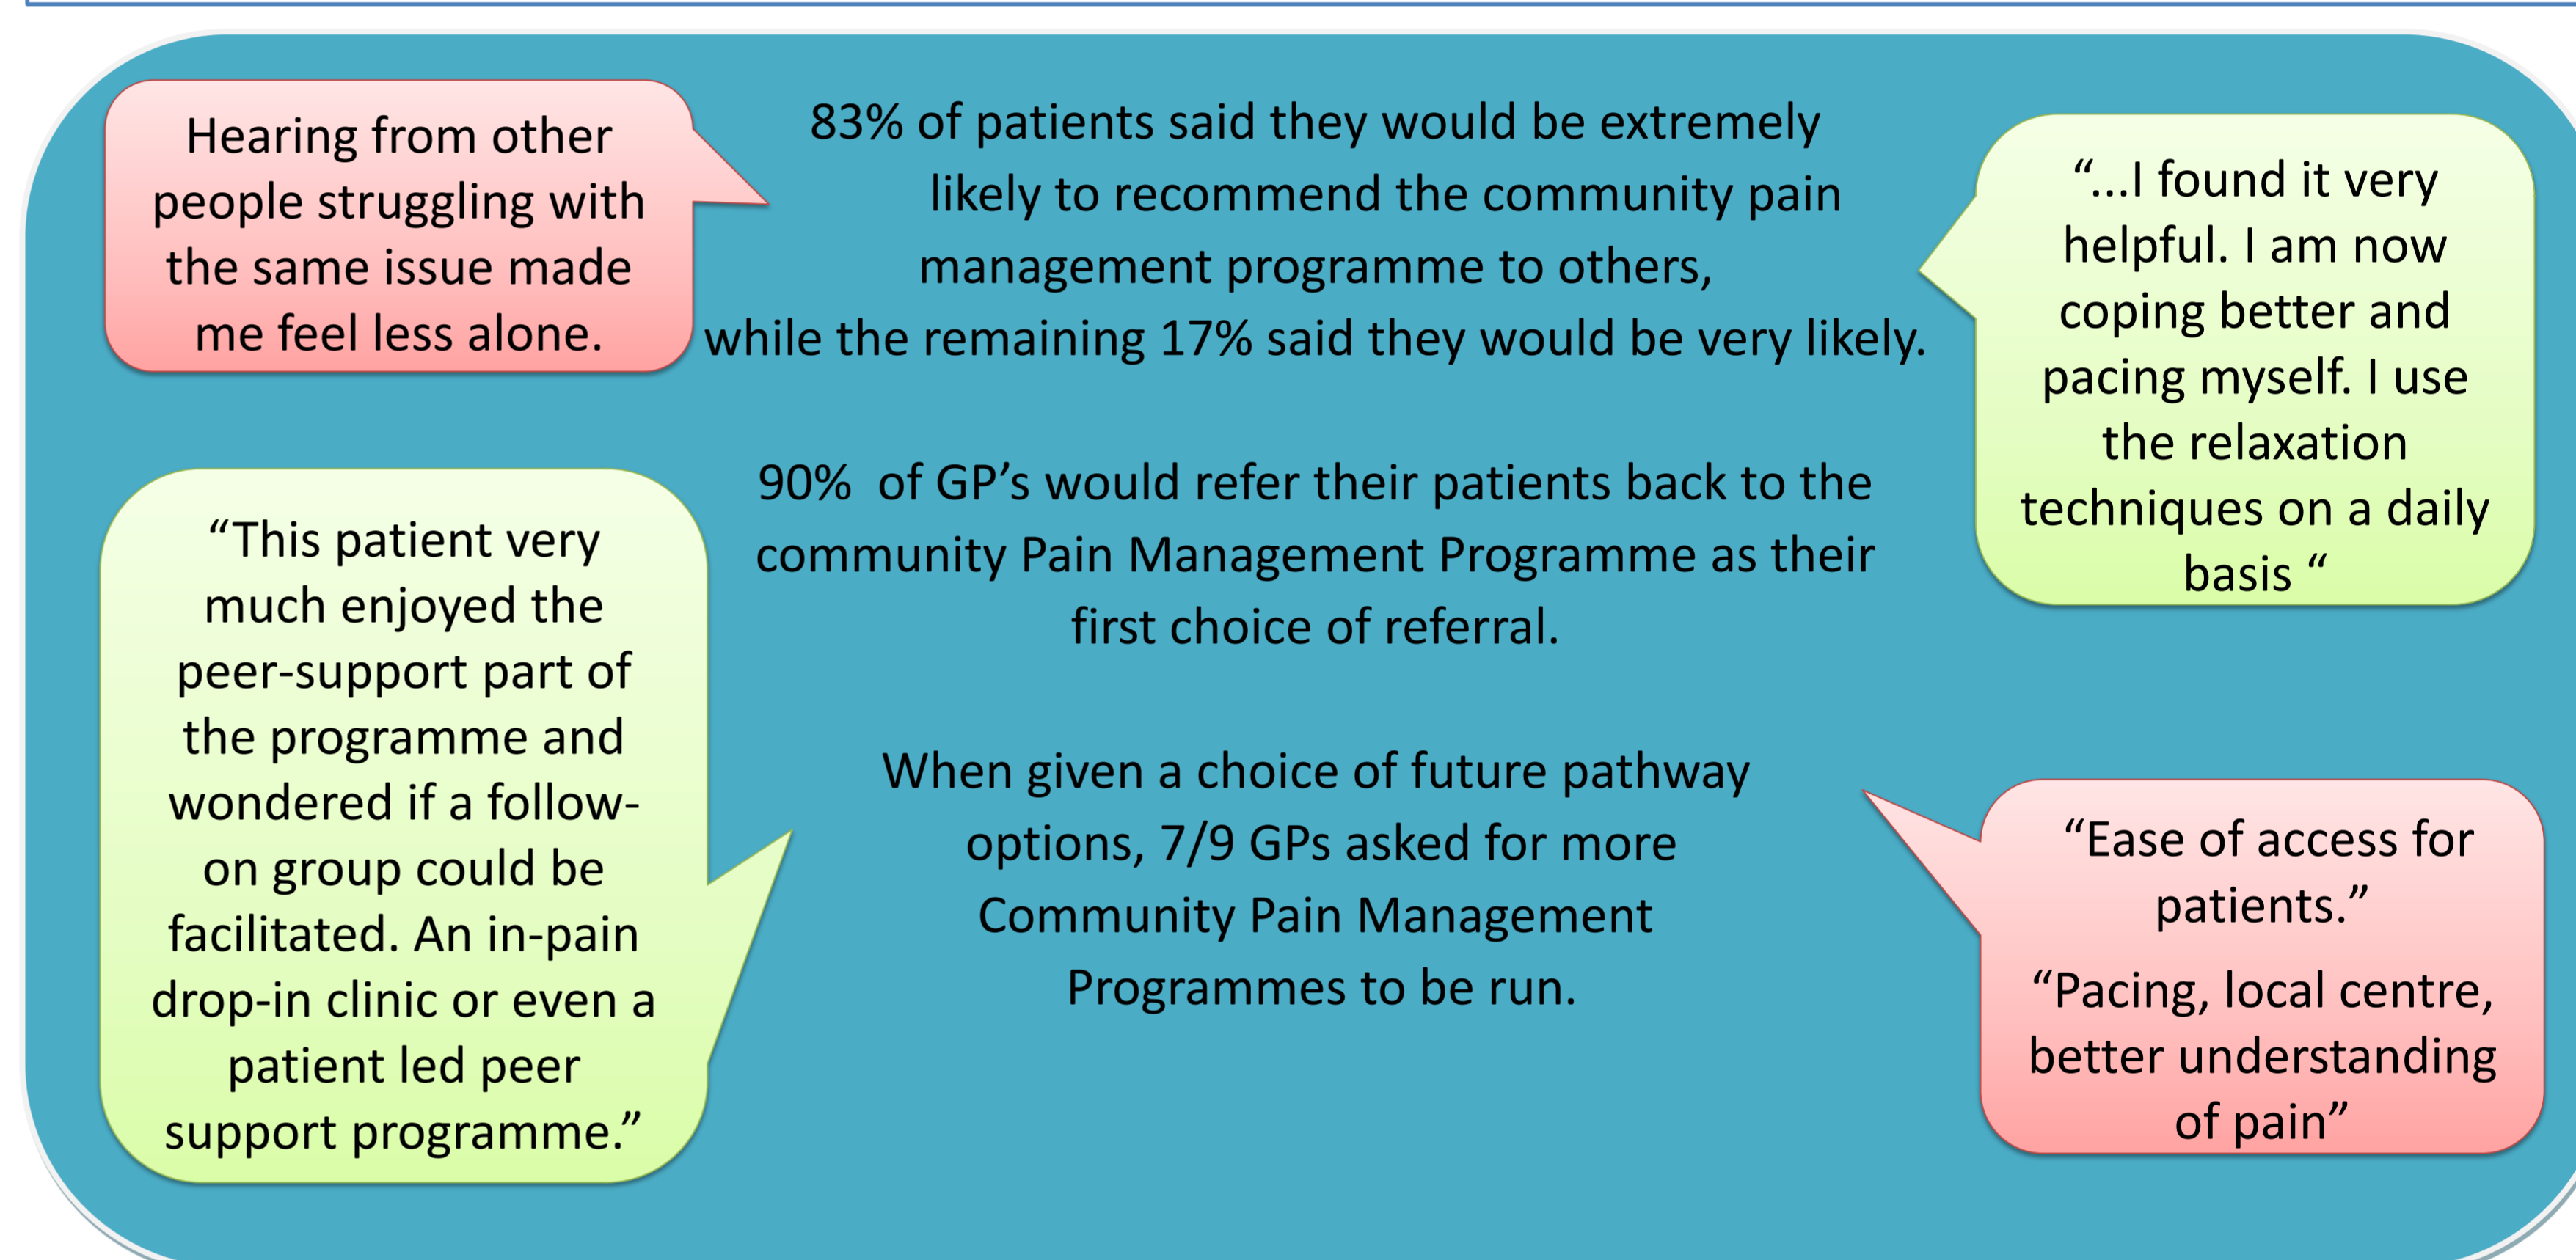 Hearing from other
people struggling with
the same issue made
me feel less alone.
83% of patients said they would be extremely
likely to recommend the community pain
management programme to others,
while the remaining 17% said they would be very likely.
“...I found it very
helpful. I am now
coping better and
pacing myself. I use
the relaxation
techniques on a daily
basis “
90%  of GP’s would refer their patients back to the
community Pain Management Programme as their
first choice of referral.
“This patient very
much enjoyed the
peer-support part of
the programme and
wondered if a follow-
on group could be
facilitated. An in-pain
drop-in clinic or even a
patient led peer
support programme.”
When given a choice of future pathway
options, 7/9 GPs asked for more
Community Pain Management
Programmes to be run.
“Ease of access for
patients.”
“Pacing, local centre,
better understanding
of pain”